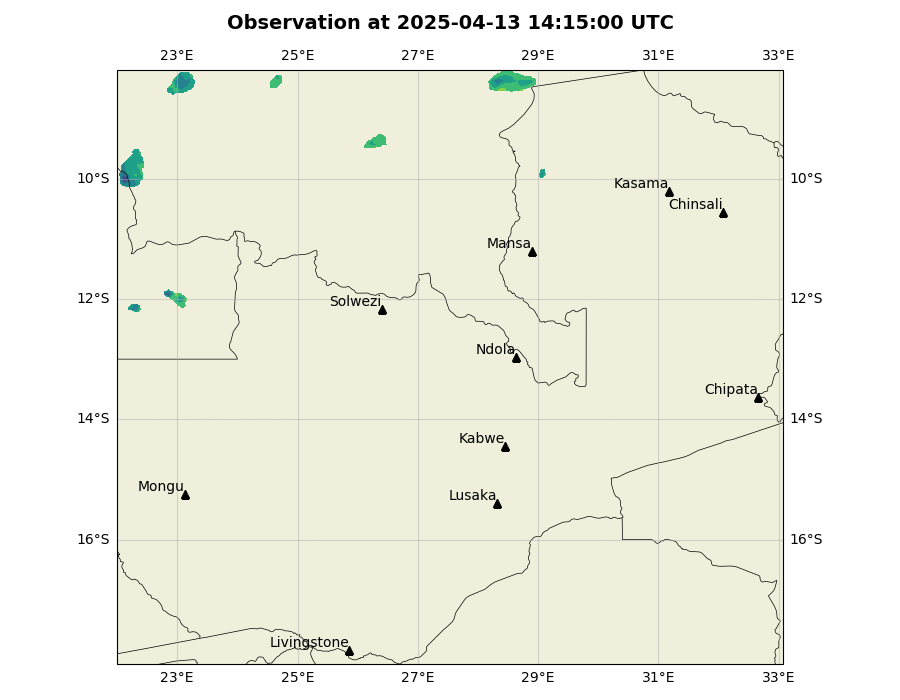 Observation at 2025-04-13 14:15:00 UTC
23°E 25°E 27°E 29°E 31°E 33°E
10°S 10°S
Kasama
Chinsali
Mansa
12°S 12°S
Solwezi
Ndola
Chipata
14°S 14°S
Kabwe
Mongu
Lusaka
16°S 16°S
Livingstone
23°E 25°E 27°E 29°E 31°E 33°E